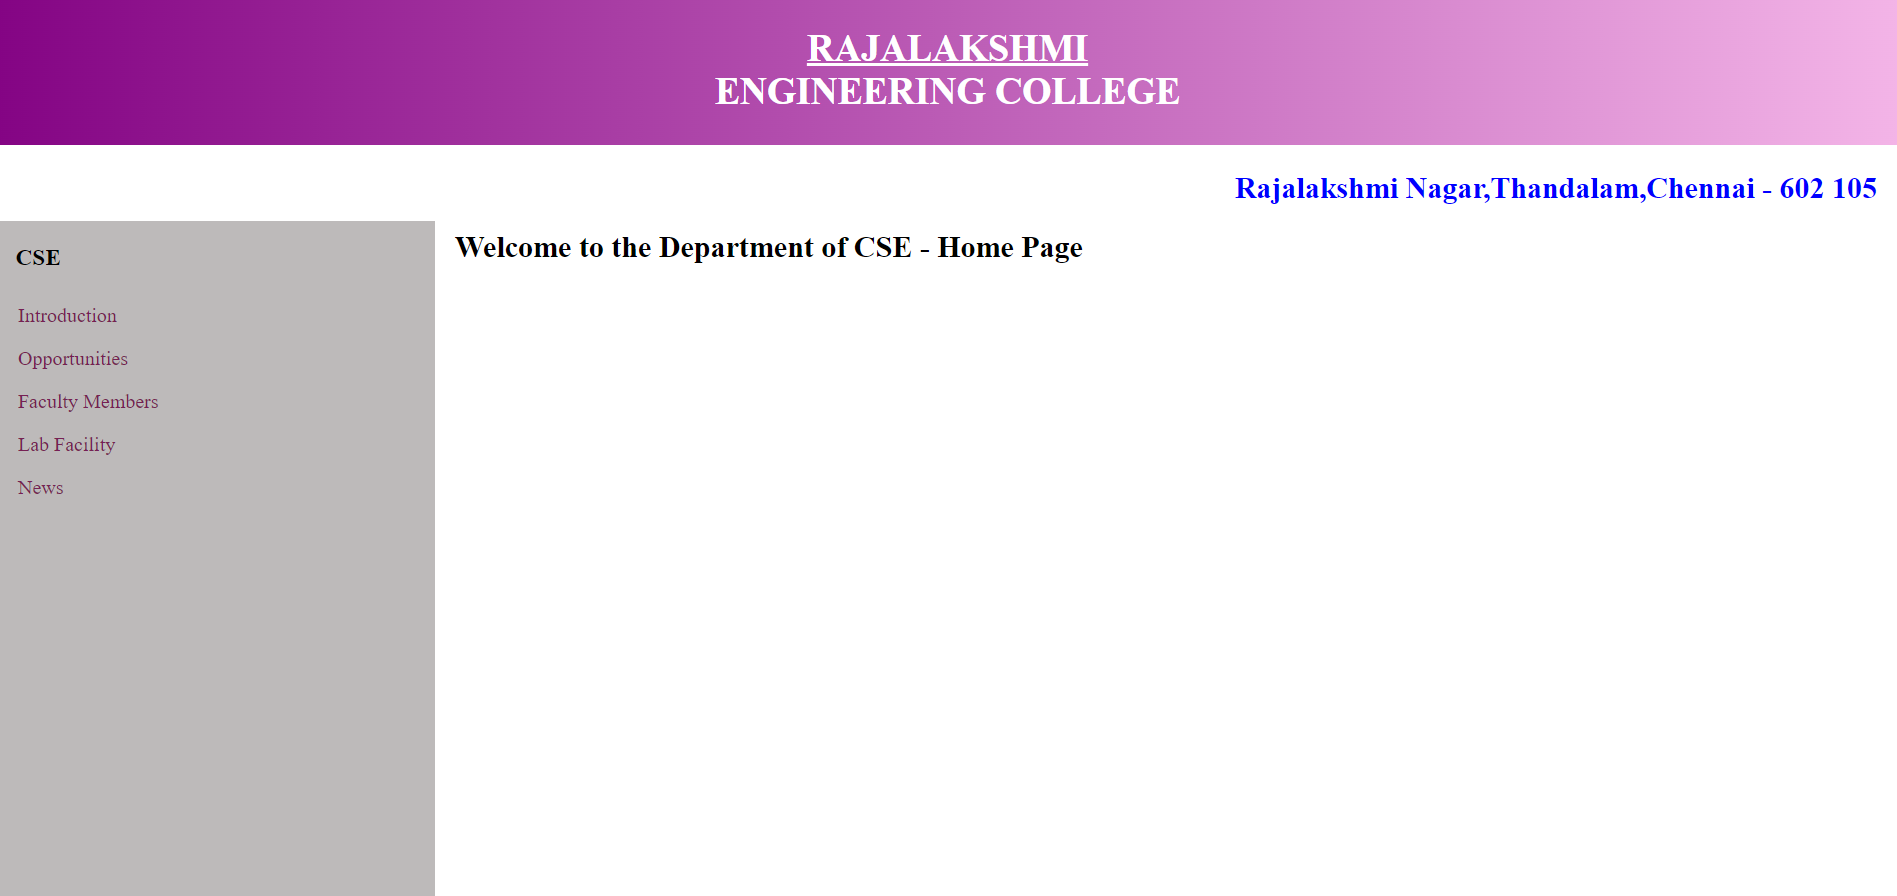 RAJALAKSHMI
ENGINEERING COLLEGE
Rajalakshmi Nagar,Thandalam,Chennai - 602 105
CSE
Introduction
Opportunities
Faculty Members
Lab Facility
News
Welcome to the Department of CSE - Home Page